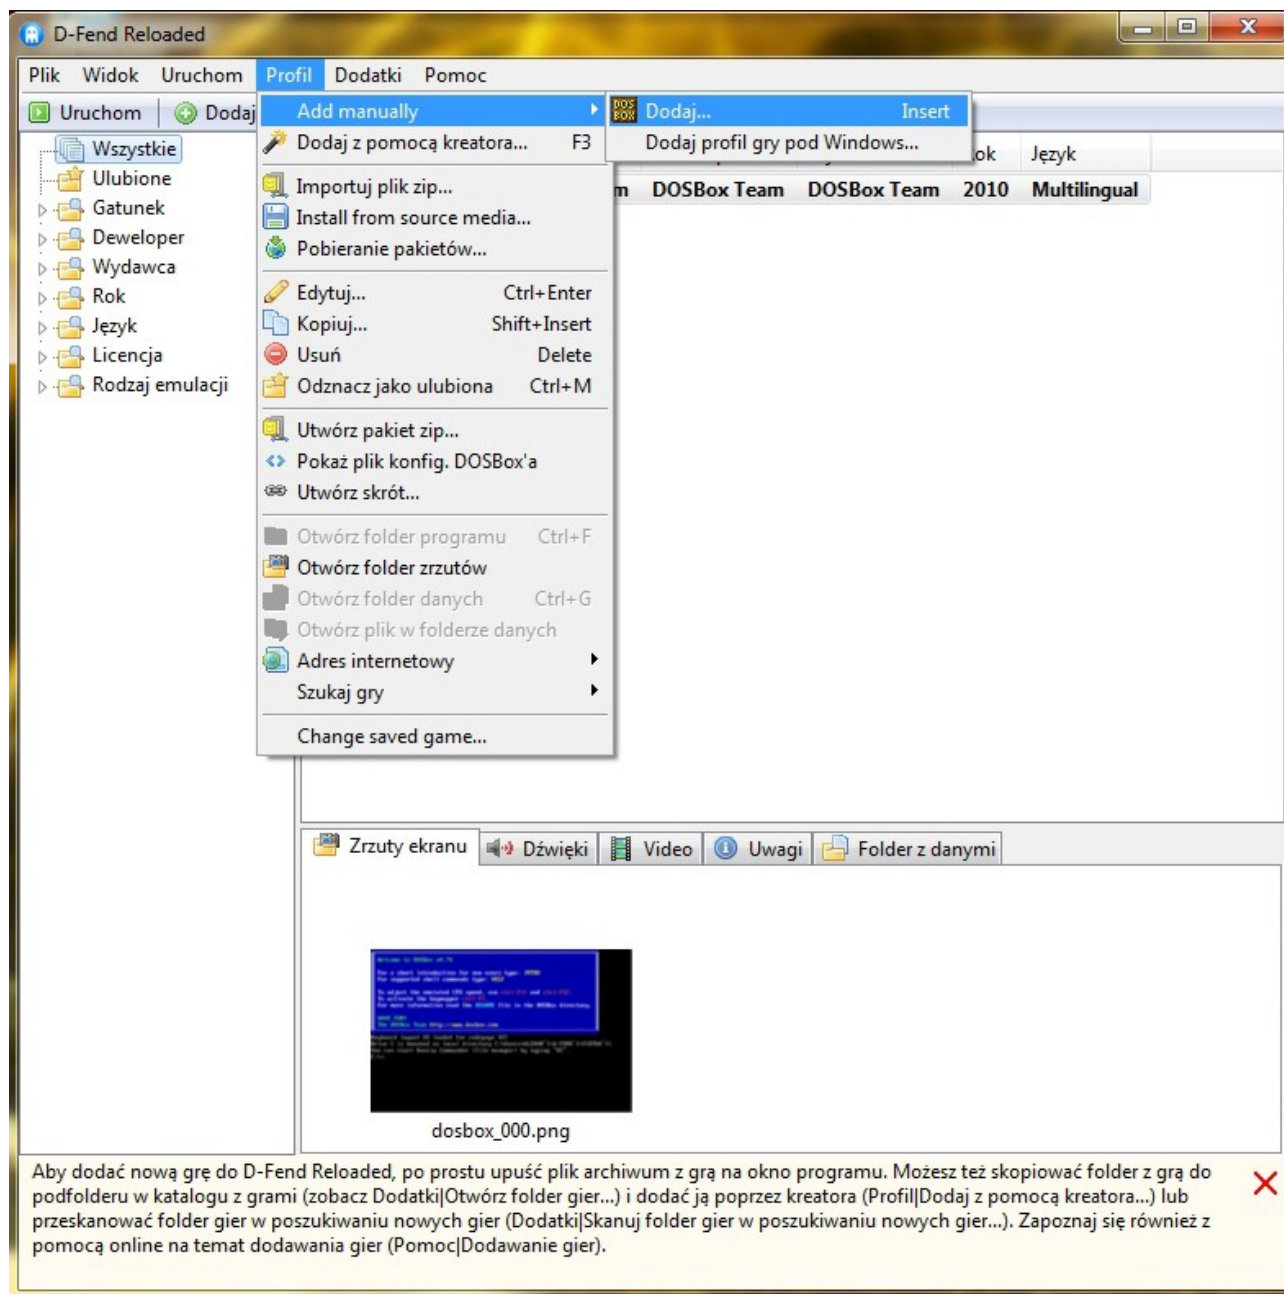 D-Fend Reloaded
Plik Widok Uruchom Profil Dodatki Pomoc
Uruchom Dodaj
Wszystkie
Ulubione
Gatunek
Deweloper
Wydawca
Rok
Język
Licencja
Rodzaj emulacji
Add manually
Dodaj z pomocą kreatora... F3
Importuj plik zip...
Install from source media...
Pobieranie pakietów...
Edytuj... Ctrl+Enter
Kopiuj... Shift+Insert
Usuń Delete
Odznacz jako ulubiona Ctrl+M
Utwórz pakiet zip...
Pokaż plik konfig. DOSBox'a
Utwórz skrót...
Otwórz folder programu Ctrl+F
Otwórz folder zrzutów
Otwórz folder danych Ctrl+G
Otwórz plik w folderze danych
Adres internetowy
Szukaj gry
Change saved game...
DOS BOX Dodaj... Insert
Dodaj profil gry pod Windows...
ok Język
m DOSBox Team DOSBox Team 2010 Multilingual
Zrzuty ekranu Dźwięki Video Uwagi Folder z danymi
dosbox_000.png
Aby dodać nową grę do D-Fend Reloaded, po prostu upuść plik archiwum z grą na okno programu. Możesz też skopiować folder z grą do
podfolderu w katalogu z grami (zobacz Dodatki|Otwórz folder gier...) i dodać ją poprzez kreatora (Profil|Dodaj z pomocą kreatora...) lub
przeskanować folder gier w poszukiwaniu nowych gier (Dodatki|Skanuj folder gier w poszukiwaniu nowych gier...). Zapoznaj się również z
pomocą online na temat dodawania gier (Pomoc|Dodawanie gier).